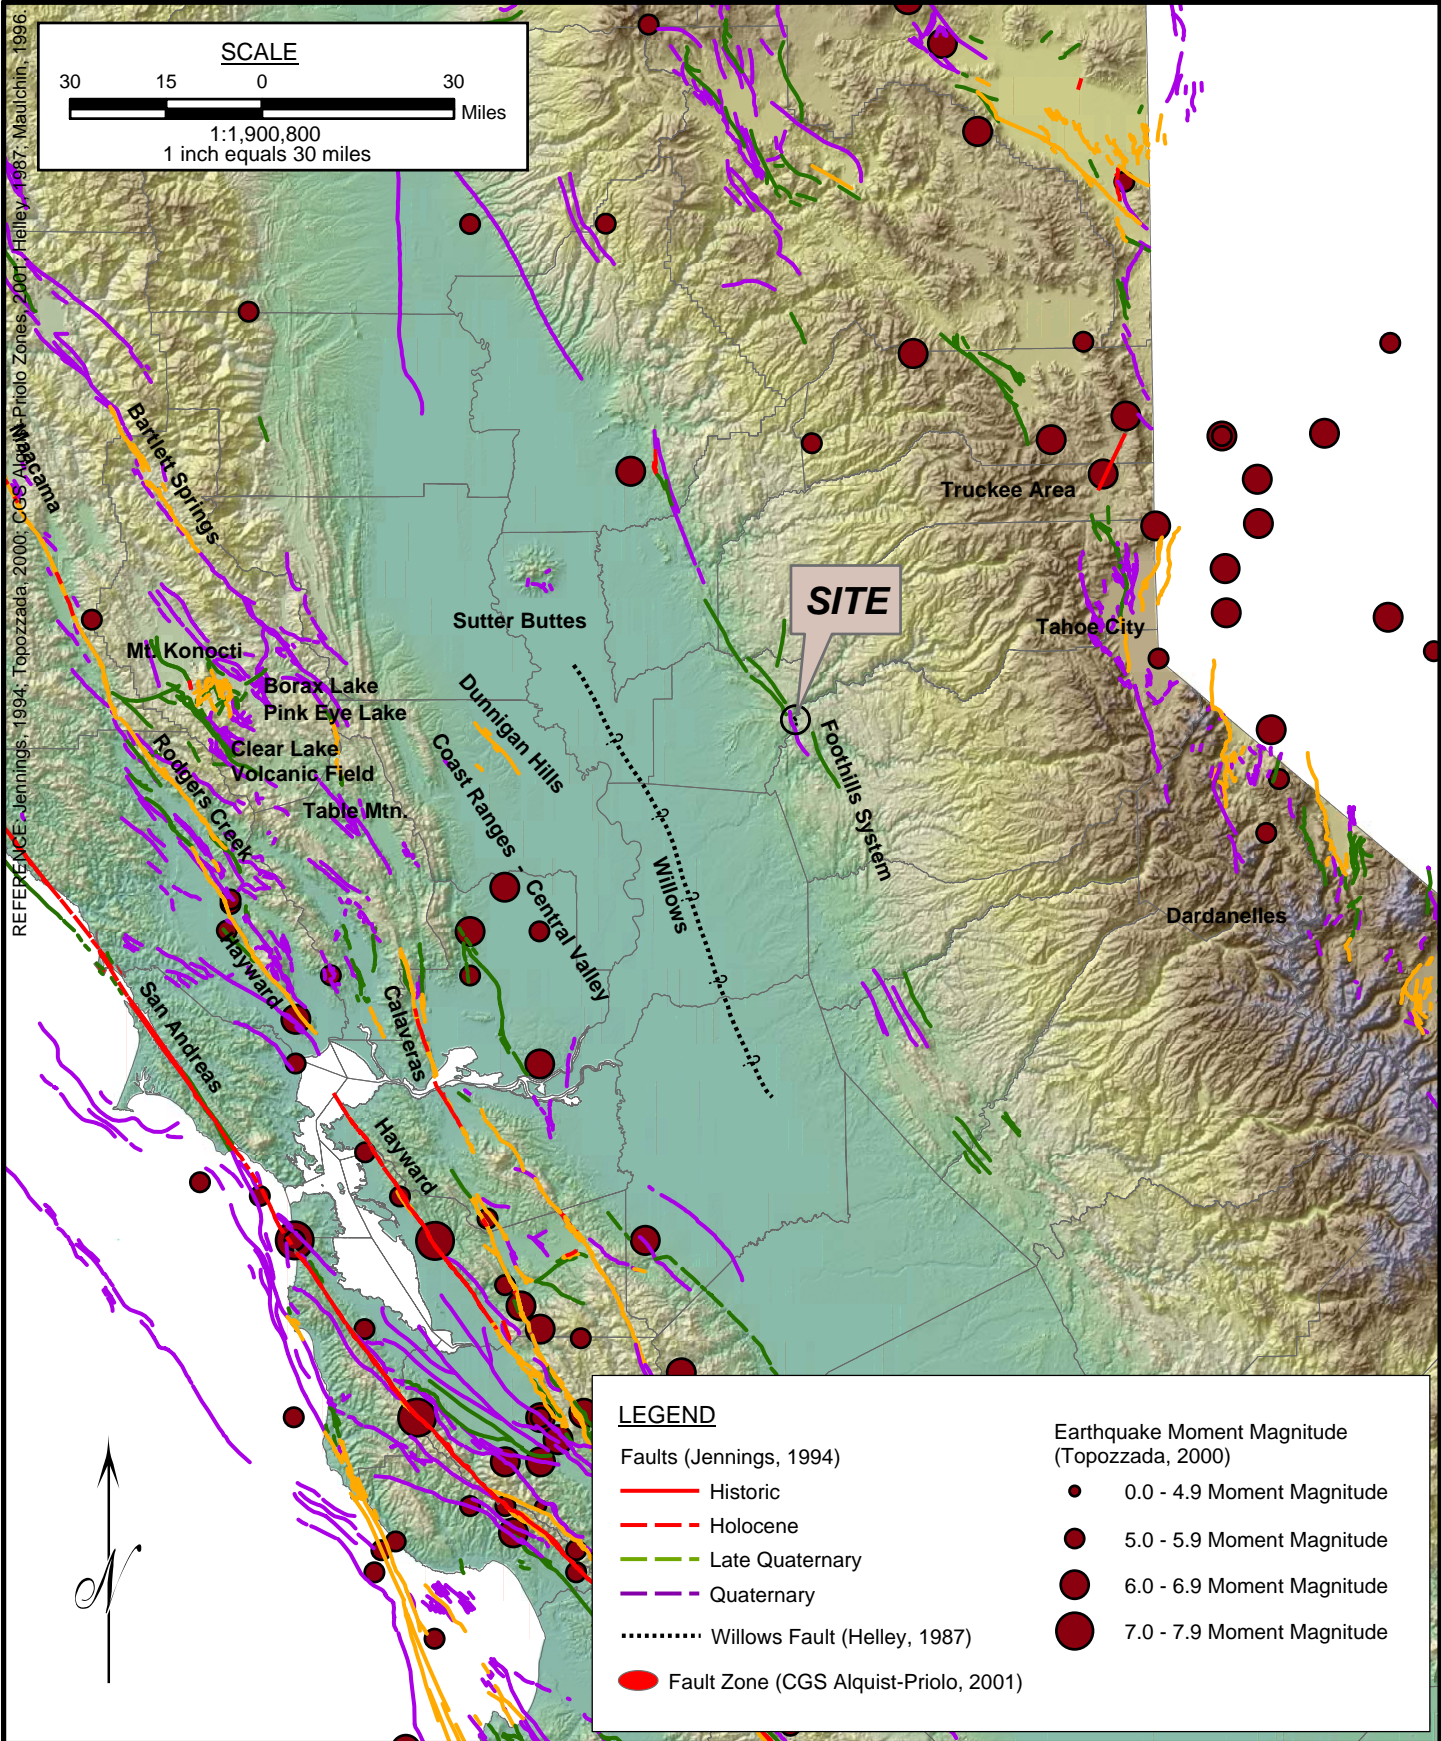 REFERENCE: Jennings, 1994; Topozzada, 2000; CGS Alquist-Priolo Zones, 2001; Helley, 1987; Maulchin, 1996.
SCALE
30 15 0 30
Miles
1:1,900,800
1 inch equals 30 miles
Maacama
Bartlett Springs
Truckee Area
SITE
Sutter Buttes
Tahoe City
Mt. Konocti
Borax Lake
Pink Eye Lake
Dunnigan Hills
Foothills System
Clear Lake
Volcanic Field
Rodgers Creek
Coast Ranges - Central Valley
Table Mtn.
?
?
Willows
?
Dardanelles
Hayward
San Andreas
Calaveras
?
?
Hayward
N
LEGEND
Faults (Jennings, 1994)
Historic
Holocene
Late Quaternary
Quaternary
Willows Fault (Helley, 1987)
Fault Zone (CGS Alquist-Priolo, 2001)
Earthquake Moment Magnitude
(Topozzada, 2000)
0.0 - 4.9 Moment Magnitude
5.0 - 5.9 Moment Magnitude
6.0 - 6.9 Moment Magnitude
7.0 - 7.9 Moment Magnitude